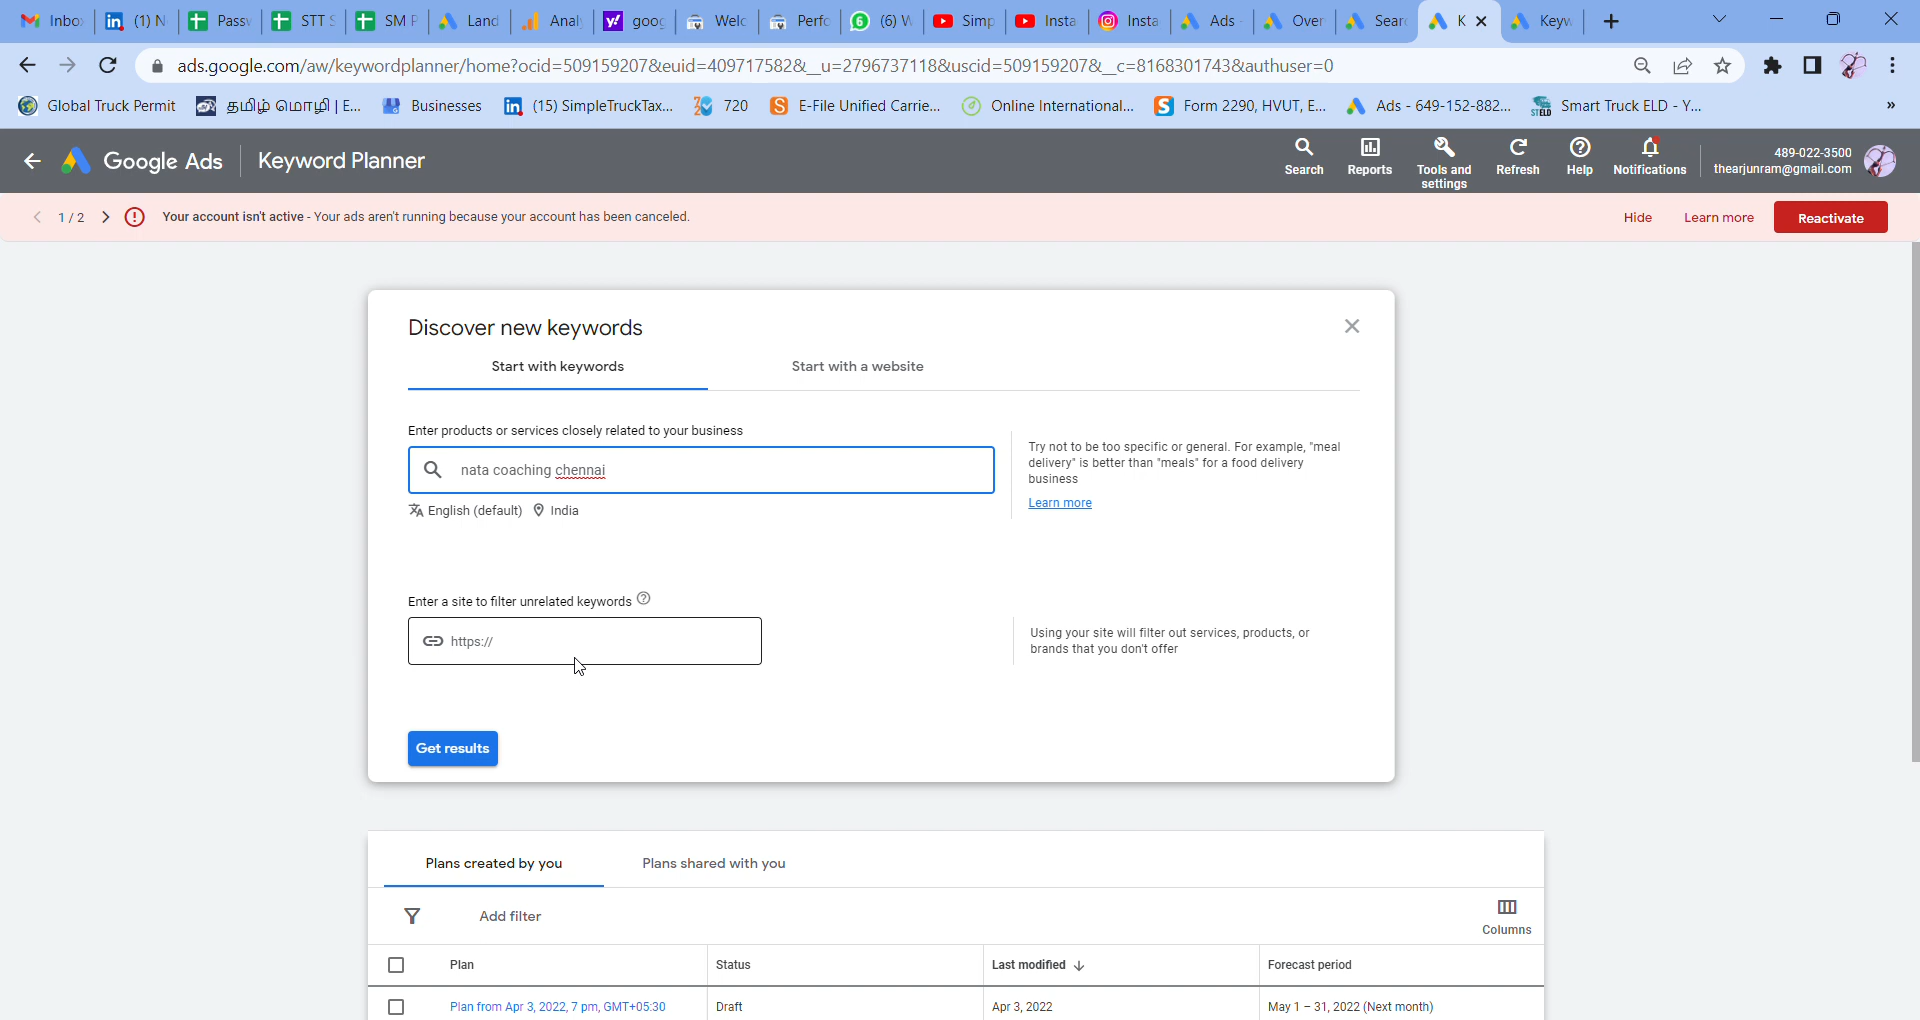 Inbo (1) N Passw STT S SM F Land Anal goog Welc Perfo (6) W Simp Insta Insta Ads - Over Sear K Keyw
ads.google.com/aw/keywordplanner/home?ocid=509159207&euid=409717582&__u=2796737118&uscid=509159207&__c=8168301743&authuser=0
Global Truck Permit தமிழ் மொழி | E... Businesses (15) SimpleTruckTax... 720 E-File Unified Carrie... Online International... Form 2290, HVUT, E... Ads - 649-152-882... Smart Truck ELD - Y... »
Google Ads Keyword Planner Search Reports Tools and settings Refresh Help Notifications 489-022-3500
thearjunram@gmail.com
1 / 2 Your account isn't active - Your ads aren't running because your account has been canceled. Hide Learn more Reactivate
Discover new keywords
Start with keywords Start with a website
Enter products or services closely related to your business
nata coaching chennai
English (default) India
Try not to be too specific or general. For example, "meal
delivery" is better than "meals" for a food delivery
business
Learn more
Enter a site to filter unrelated keywords
https://
Using your site will filter out services, products, or
brands that you don't offer
Get results
Plans created by you Plans shared with you
Add filter Columns
Plan Status Last modified Forecast period
Plan from Apr 3, 2022, 7 pm, GMT+05:30 Draft Apr 3, 2022 May 1 – 31, 2022 (Next month)